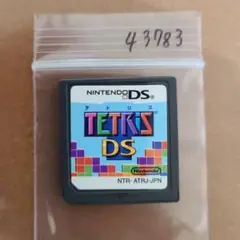 43783
NINTENDO DS
テトリス
TETRIS
DS
Nintendo
NTR-ATRJ-JPN